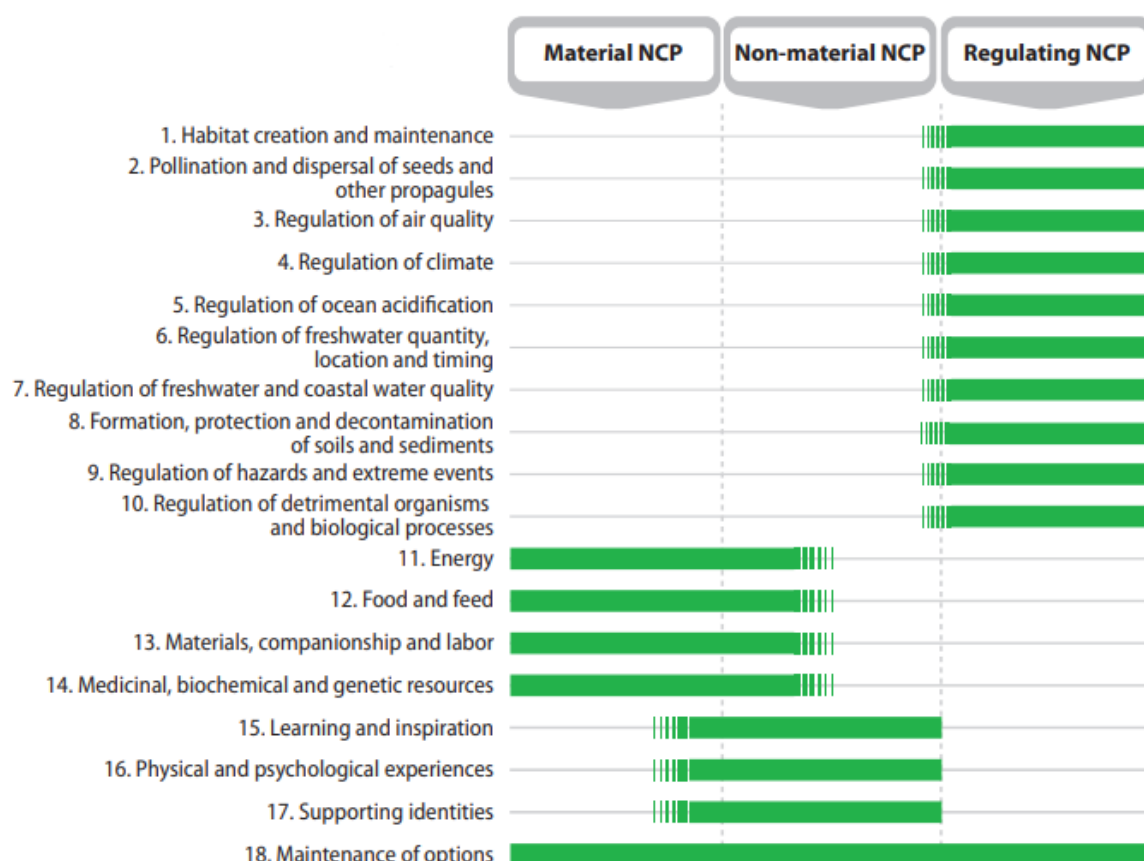 Material NCP
Non-material NCP
Regulating NCP
1. Habitat creation and maintenance
2. Pollination and dispersal of seeds and
other propagules
3. Regulation of air quality
4. Regulation of climate
5. Regulation of ocean acidification
6. Regulation of freshwater quantity,
location and timing
7. Regulation of freshwater and coastal water quality
8. Formation, protection and decontamination
of soils and sediments
9. Regulation of hazards and extreme events
10. Regulation of detrimental organisms
and biological processes
11. Energy
12. Food and feed
13. Materials, companionship and labor
14. Medicinal, biochemical and genetic resources
15. Learning and inspiration
16. Physical and psychological experiences
17. Supporting identities
18. Maintenance of options